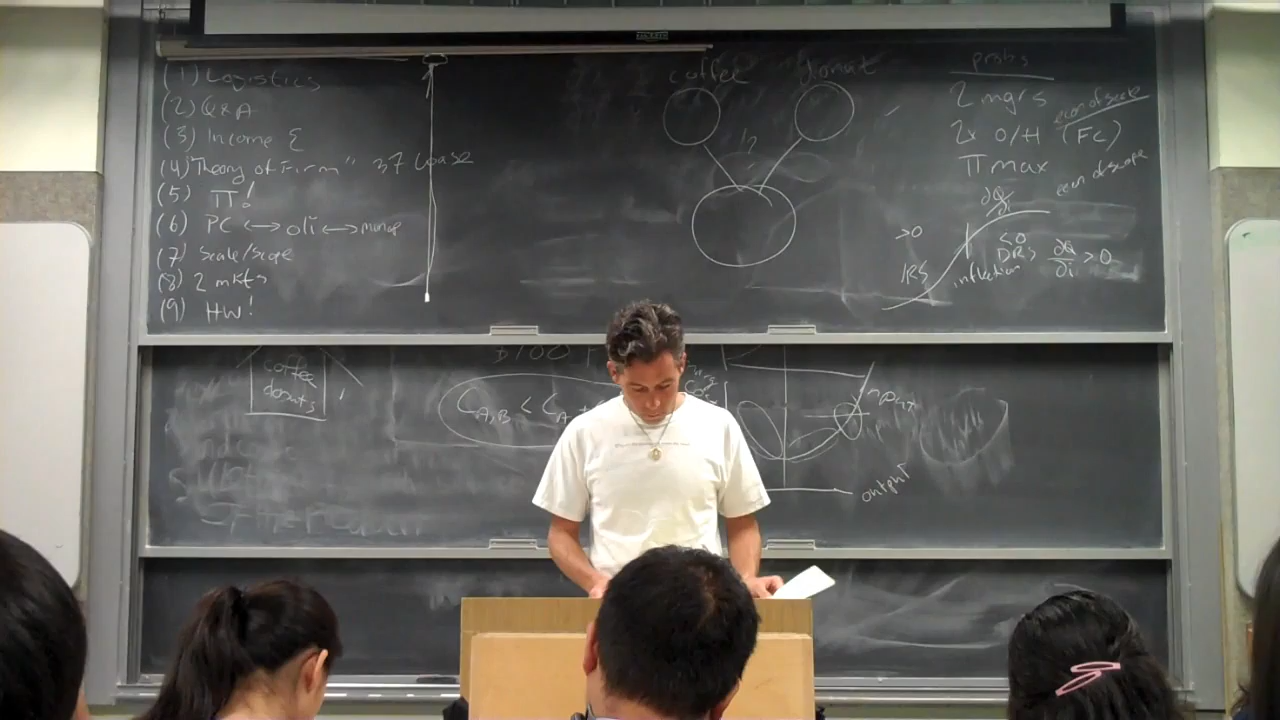 (1) Logistics
(2) Q&A
(3) Income E
(4) "Theory of Firm" 37 Coase
(5) π!
(6) PC ←→ oli ←→ monop
(7) Scale/Scope
(8) 2 mkts
(9) HW!
coffee donut
1/2
probs
2 mgrs
econ of scale
2x O/H (FC)
π max
econ of scope
dQ/di
>0
<0
IRS
DRS
inflection
∂Q/∂i > 0
coffee
donuts
C A,B < C A +
input
output